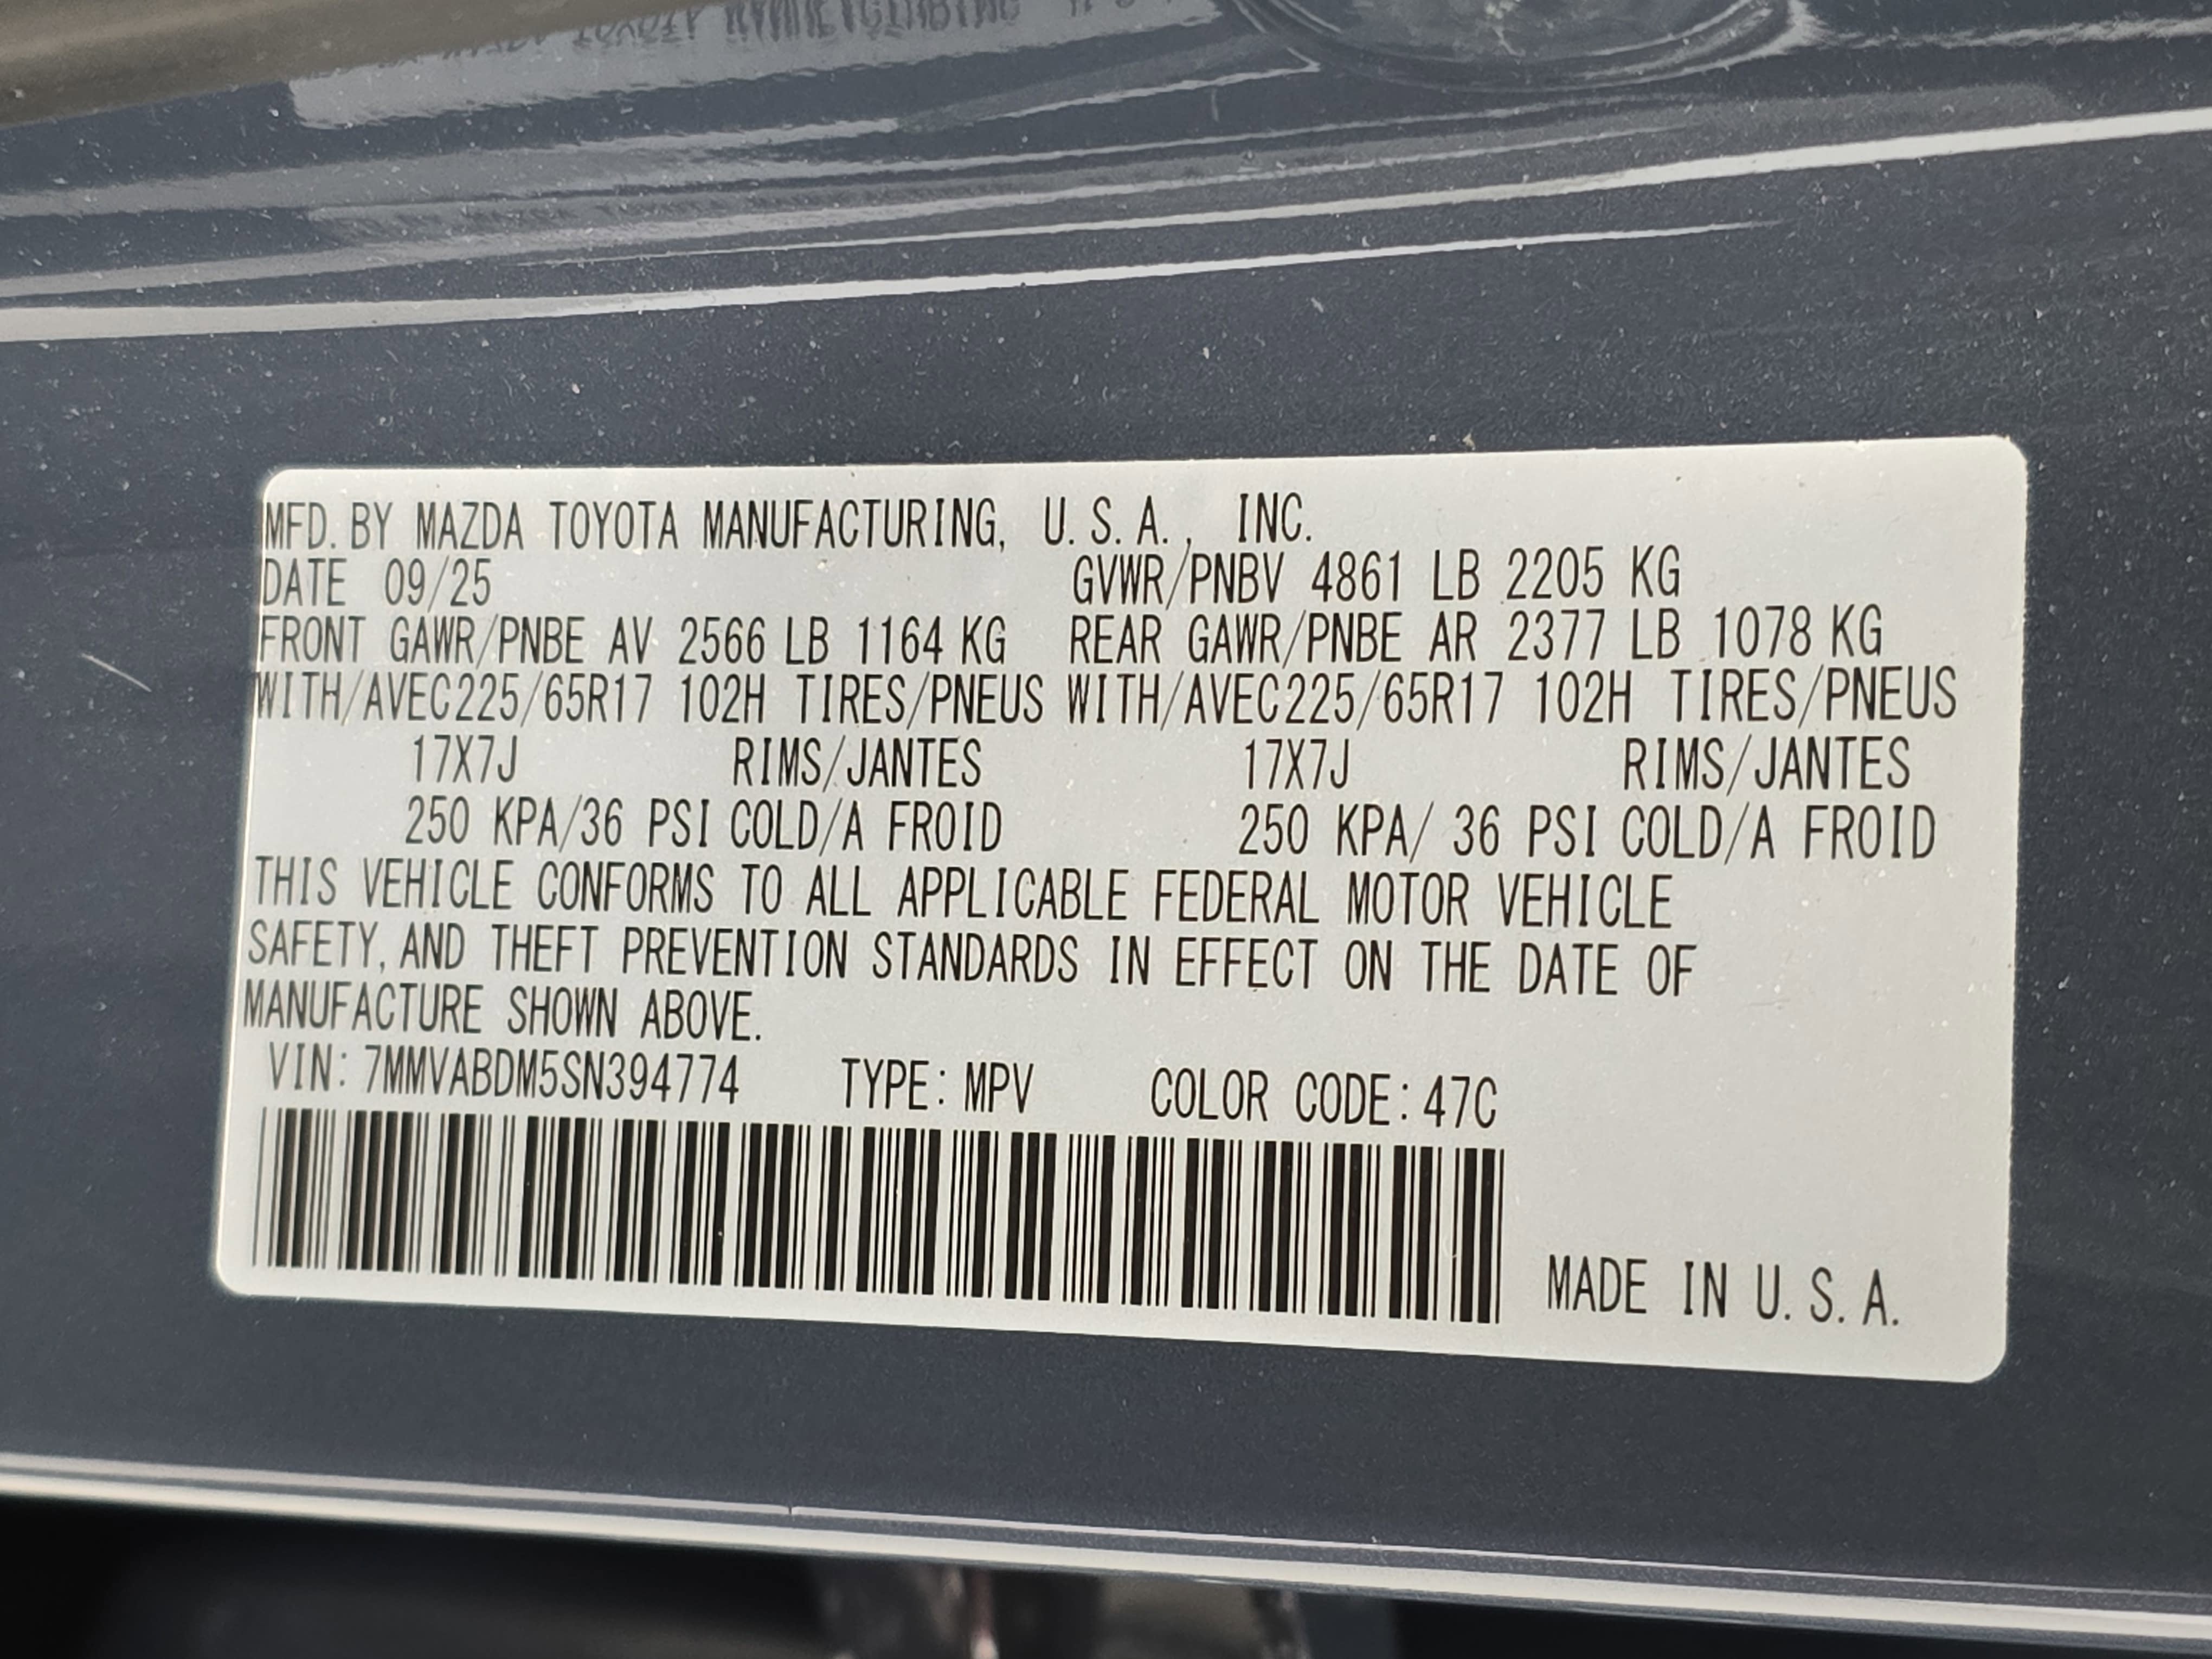 MFD. BY MAZDA TOYOTA MANUFACTURING, U.S.A., INC.
DATE 09/25 GVWR/PNBV 4861 LB 2205 KG
FRONT GAWR/PNBE AV 2566 LB 1164 KG REAR GAWR/PNBE AR 2377 LB 1078 KG
WITH/AVEC225/65R17 102H TIRES/PNEUS WITH/AVEC225/65R17 102H TIRES/PNEUS
17X7J RIMS/JANTES 17X7J RIMS/JANTES
250 KPA/36 PSI COLD/A FROID 250 KPA/ 36 PSI COLD/A FROID
THIS VEHICLE CONFORMS TO ALL APPLICABLE FEDERAL MOTOR VEHICLE
SAFETY, AND THEFT PREVENTION STANDARDS IN EFFECT ON THE DATE OF
MANUFACTURE SHOWN ABOVE.
VIN: 7MMVABDM5SN394774 TYPE: MPV COLOR CODE: 47C
MADE IN U.S.A.